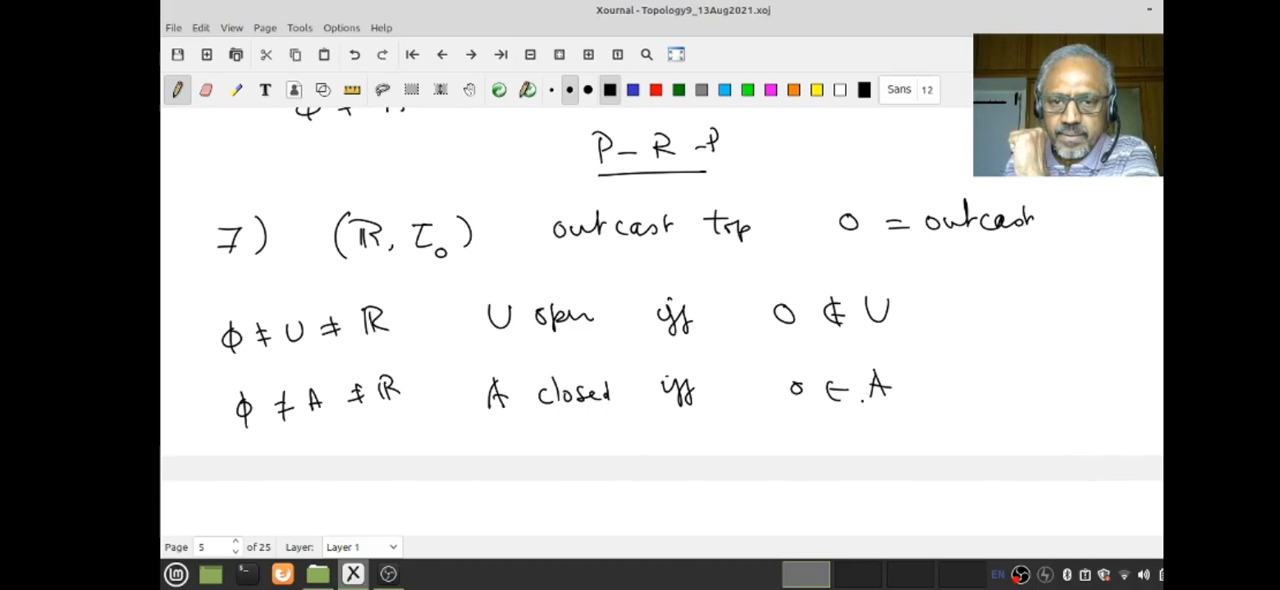 Xournal - Topology9_13Aug2021.xoj
File Edit View Page Tools Options Help
Sans 12
P - R - P
7) (ℝ, τ₀) outcast top 0 = outcast
ϕ ≠ U ≠ ℝ U open iff 0 ∉ U
ϕ ≠ A ≠ ℝ A closed iff 0 ∈ A
Page 5 of 25 Layer: Layer 1
EN